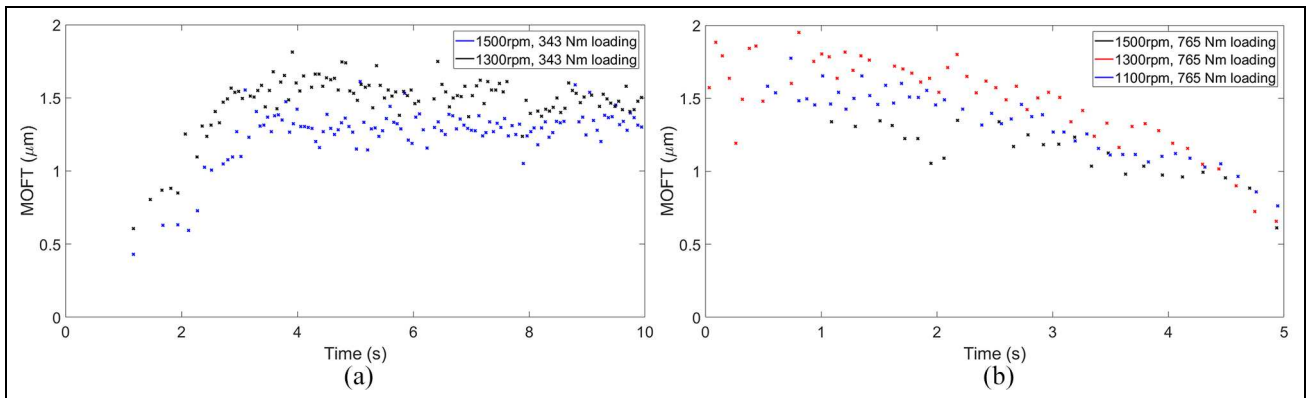 2
1.5
1
0.5
0
MOFT (μm)
1500rpm, 343 Nm loading
1300rpm, 343 Nm loading
0 2 4 6 8 10
Time (s)
(a)
2
1.5
1
0.5
0
MOFT (μm)
1500rpm, 765 Nm loading
1300rpm, 765 Nm loading
1100rpm, 765 Nm loading
0 1 2 3 4 5
Time (s)
(b)